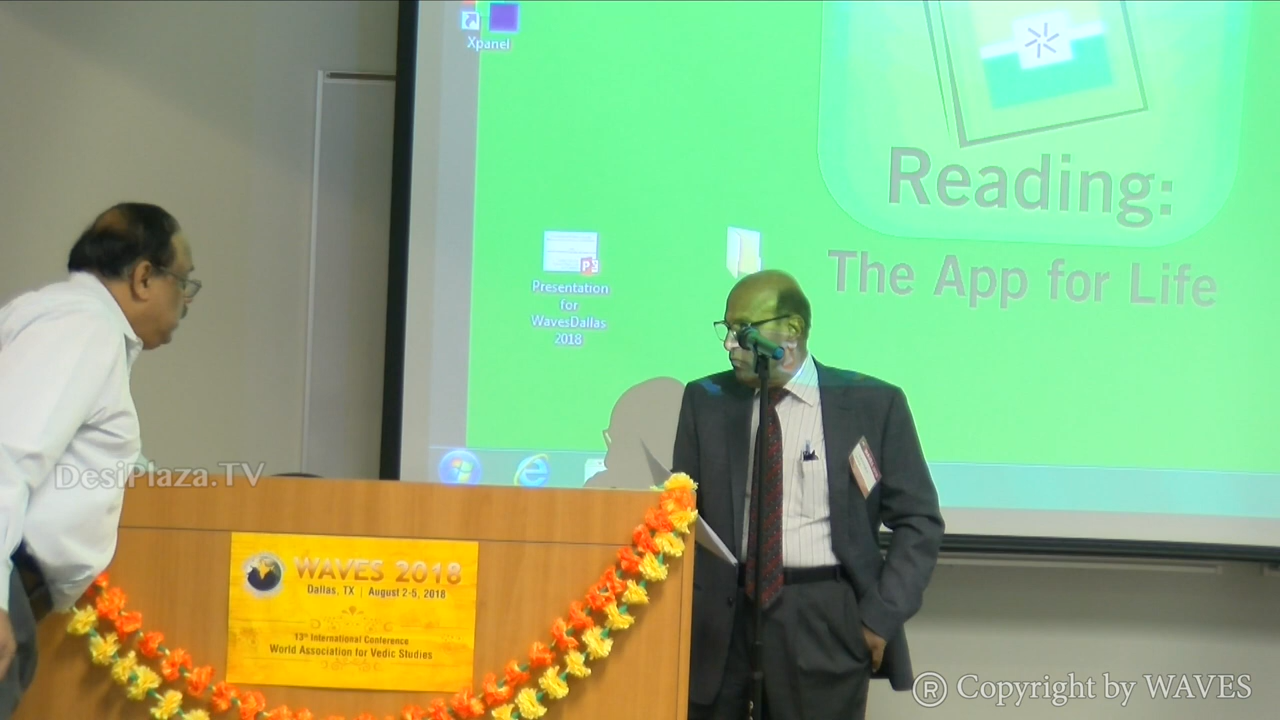 Xpanel
Reading:
The App for Life
Presentation
for
WavesDallas
2018
DesiPlaza.TV
WAVES 2018
Dallas, TX | August 2-5, 2018
13th International Conference
World Association for Vedic Studies
® Copyright by WAVES